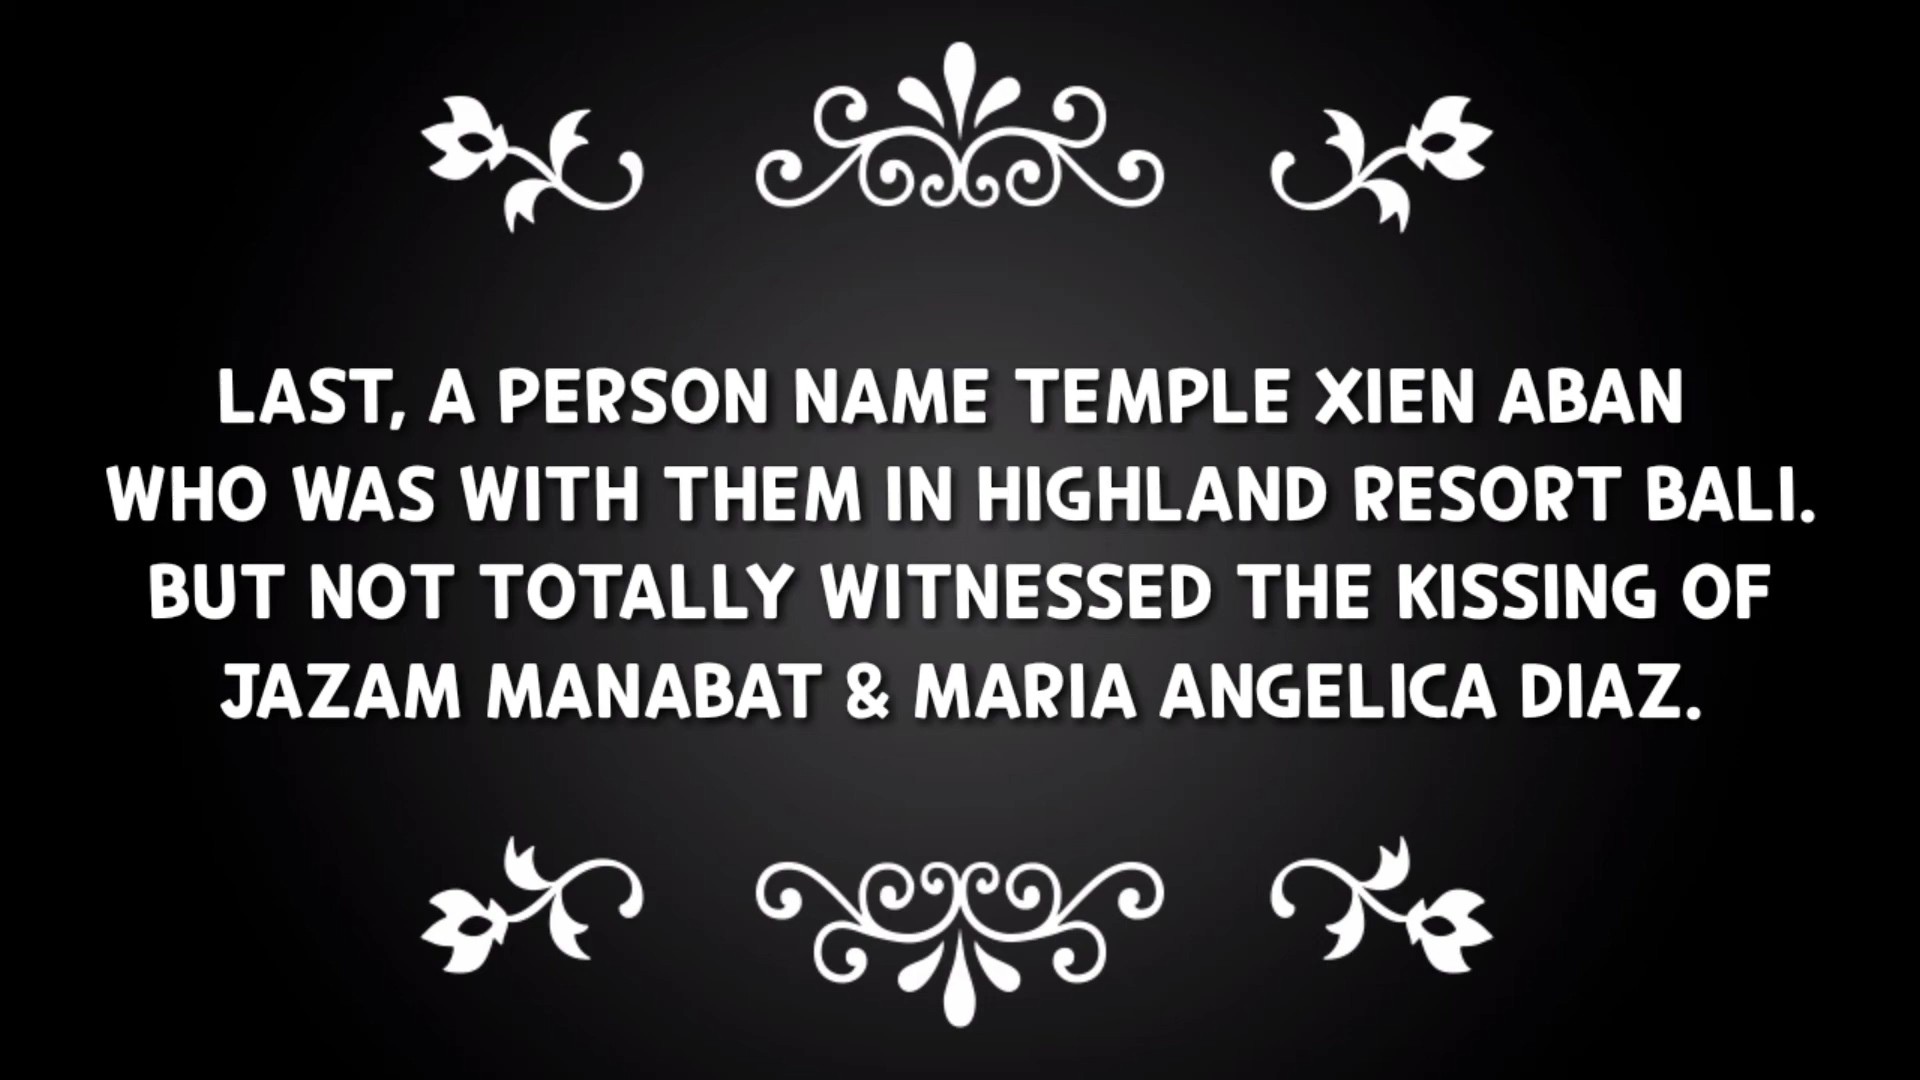 LAST, A PERSON NAME TEMPLE XIEN ABAN
WHO WAS WITH THEM IN HIGHLAND RESORT BALI.
BUT NOT TOTALLY WITNESSED THE KISSING OF
JAZAM MANABAT & MARIA ANGELICA DIAZ.